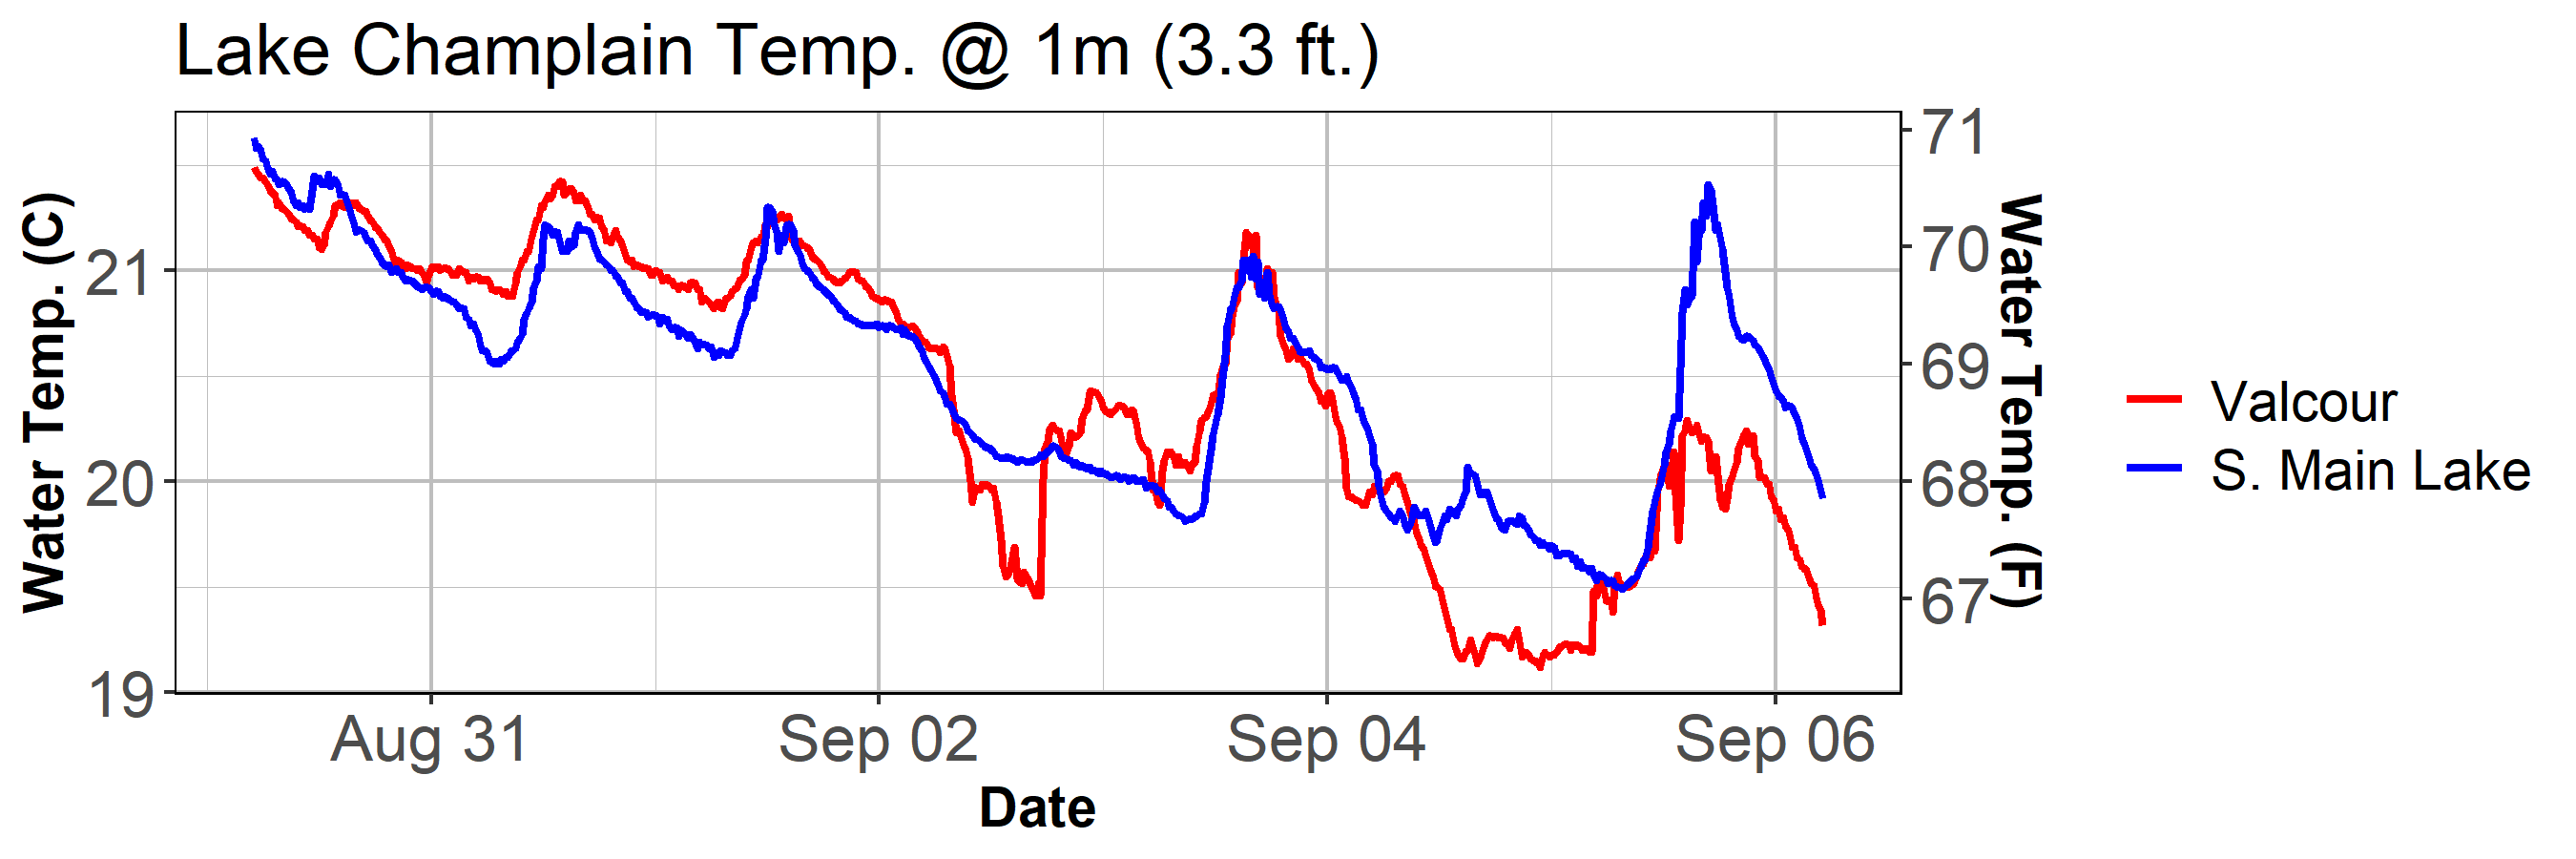 Lake Champlain Temp. @ 1m (3.3 ft.)
Water Temp. (C)
21
20
19
71
70
69
68
67
Water Temp. (F)
Aug 31
Sep 02
Sep 04
Sep 06
Date
Valcour
S. Main Lake